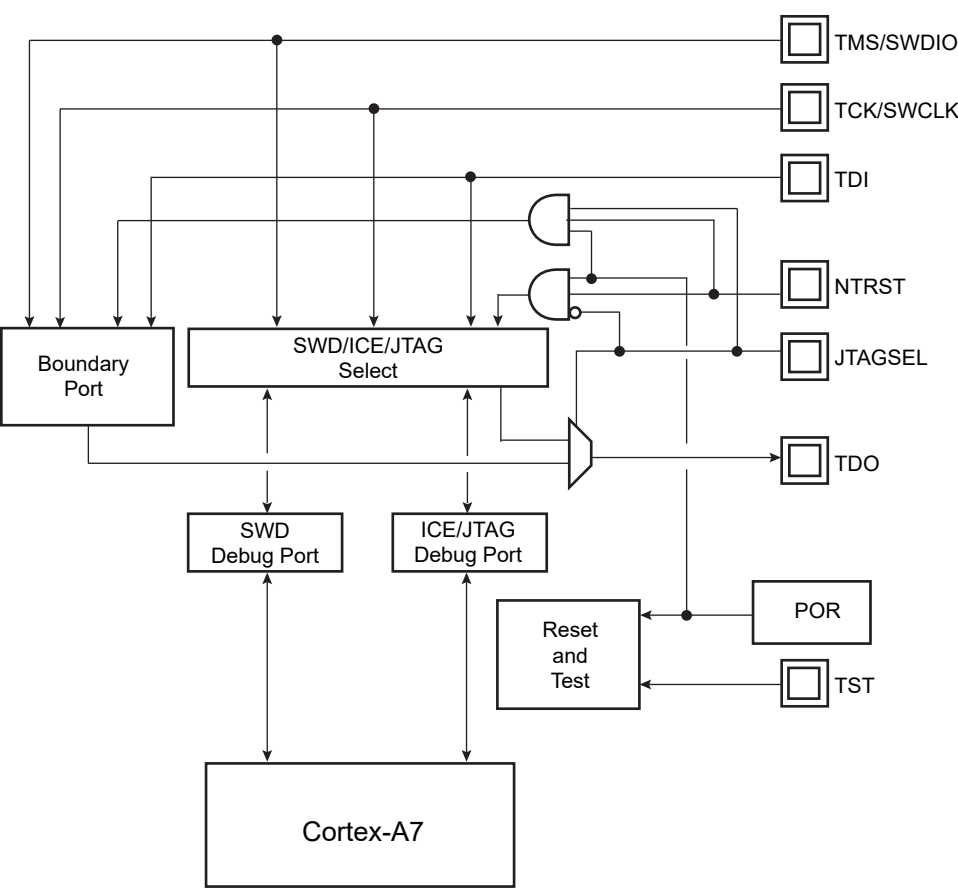 TMS/SWDIO
TCK/SWCLK
TDI
NTRST
JTAGSEL
Boundary
Port
SWD/ICE/JTAG
Select
TDO
SWD
Debug Port
ICE/JTAG
Debug Port
Reset
and
Test
POR
TST
Cortex-A7